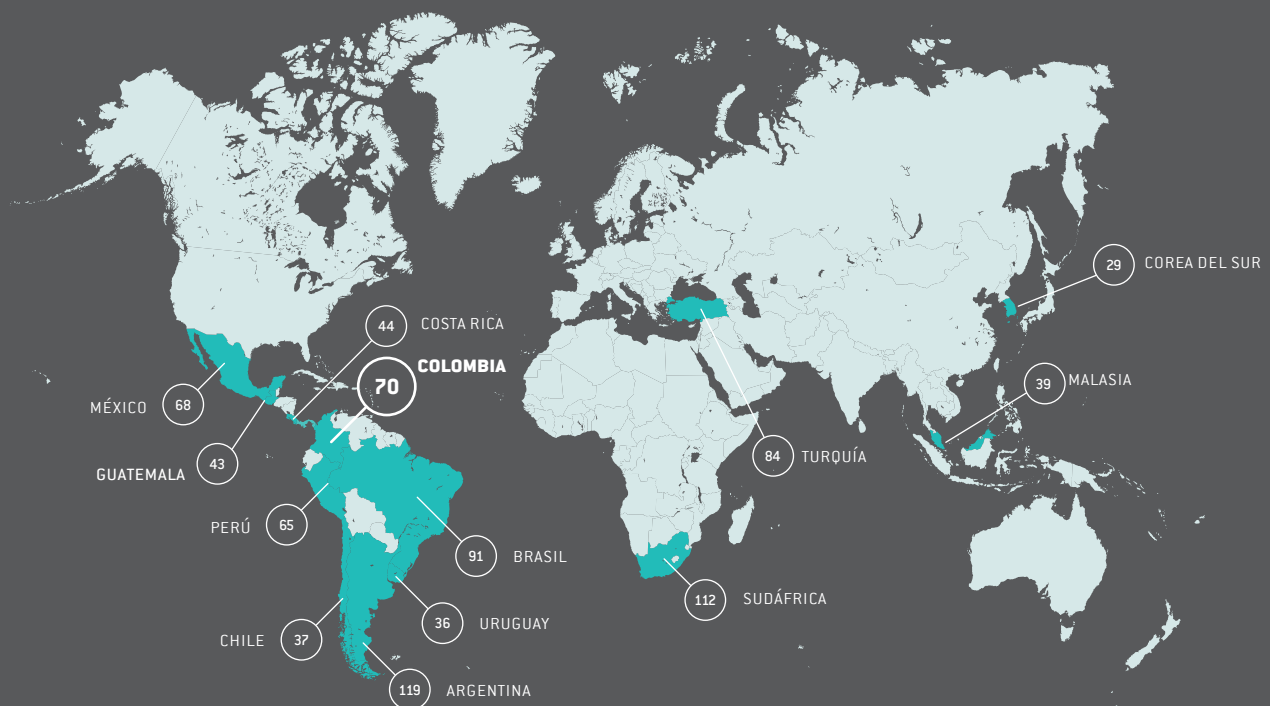 29 COREA DEL SUR
44 COSTA RICA
70 COLOMBIA
39 MALASIA
68 MÉXICO
84 TURQUÍA
43 GUATEMALA
65 PERÚ
91 BRASIL
112 SUDÁFRICA
36 URUGUAY
37 CHILE
119 ARGENTINA